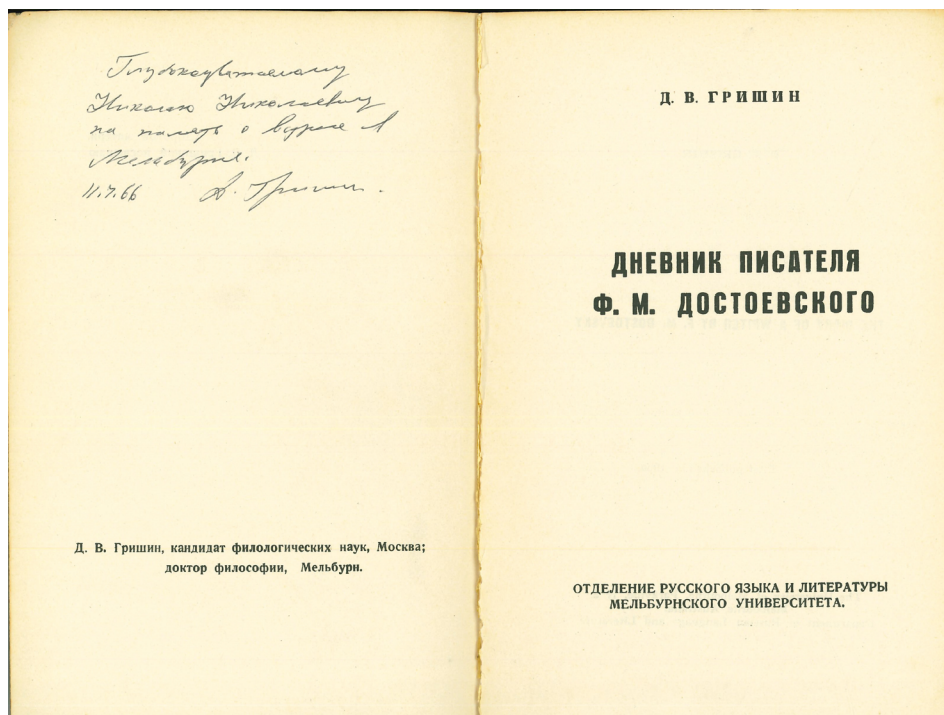 Глубокоуважаемому
Николаю Николаевичу
на память о встрече в
Мельбурне.
11.7.66 Д. Гришин.
Д. В. Гришин, кандидат филологических наук, Москва;
доктор философии, Мельбурн.
Д. В. ГРИШИН
ДНЕВНИК ПИСАТЕЛЯ
Ф. М. ДОСТОЕВСКОГО
ОТДЕЛЕНИЕ РУССКОГО ЯЗЫКА И ЛИТЕРАТУРЫ
МЕЛЬБУРНСКОГО УНИВЕРСИТЕТА.